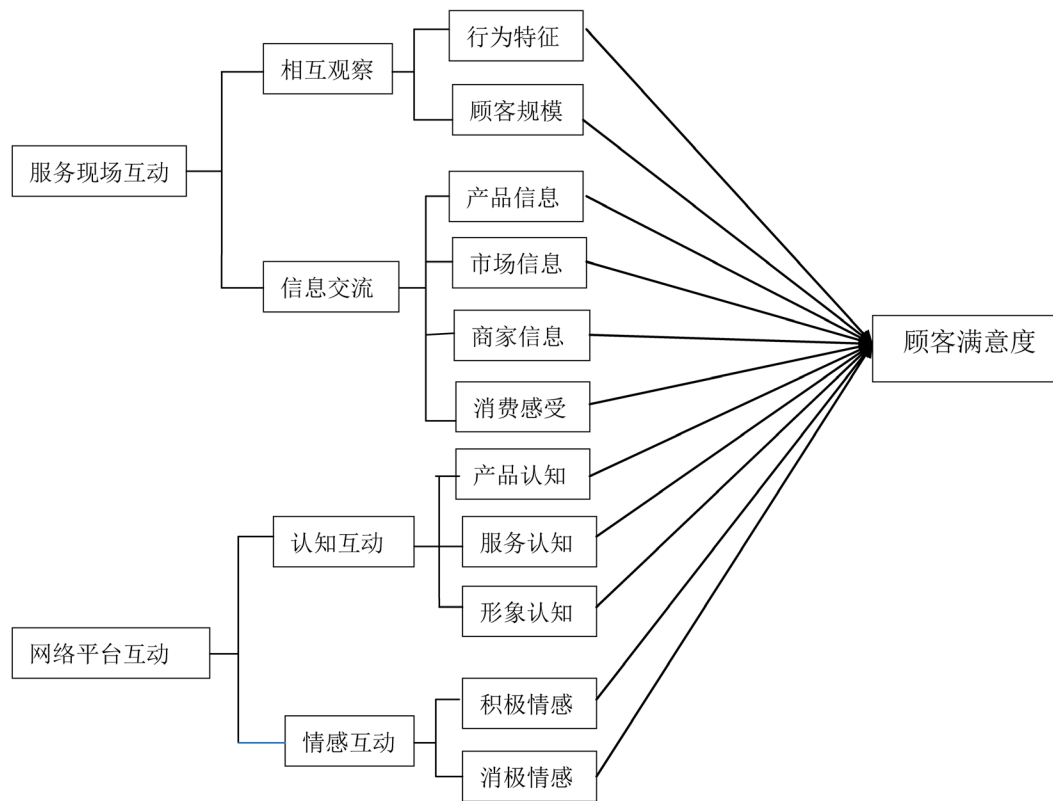 行为特征
相互观察
顾客规模
服务现场互动
产品信息
市场信息
信息交流
商家信息
顾客满意度
消费感受
产品认知
认知互动
服务认知
形象认知
网络平台互动
积极情感
情感互动
消极情感